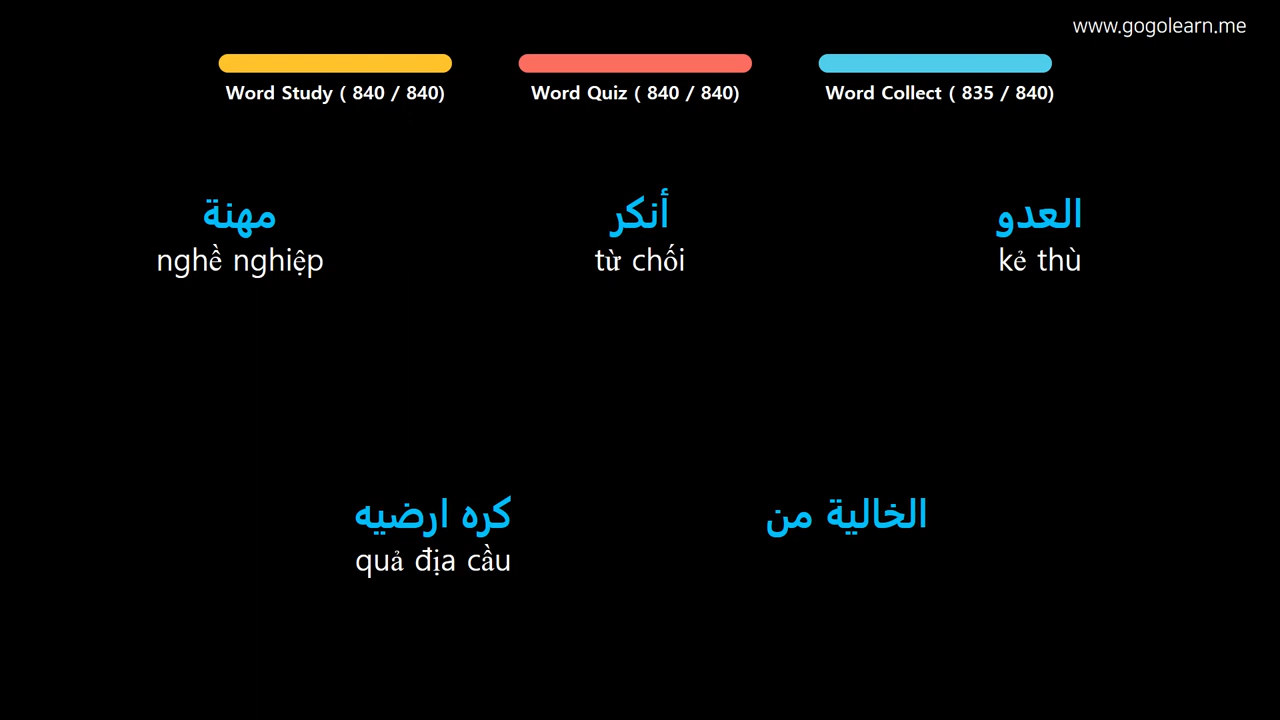 www.gogolearn.me
Word Study ( 840 / 840)
Word Quiz ( 840 / 840)
Word Collect ( 835 / 840)
مهنة
nghề nghiệp
أنكر
từ chối
العدو
kẻ thù
كره ارضيه
quả địa cầu
الخالية من